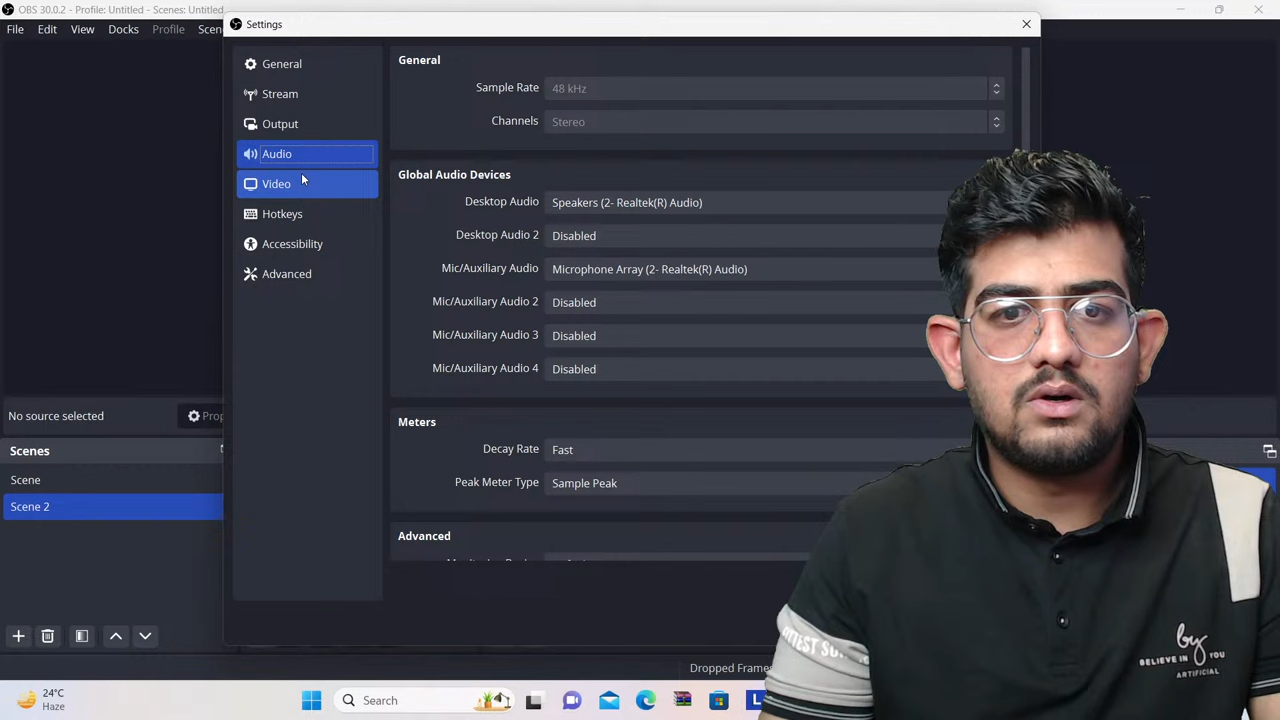 OBS 30.0.2 - Profile: Untitled - Scenes: Untitled
File Edit View Docks Profile
Settings
General
Stream
Output
Audio
Video
Hotkeys
Accessibility
Advanced
General
Sample Rate 48 kHz
Channels Stereo
Global Audio Devices
Desktop Audio Speakers (2- Realtek(R) Audio)
Desktop Audio 2 Disabled
Mic/Auxiliary Audio Microphone Array (2- Realtek(R) Audio)
Mic/Auxiliary Audio 2 Disabled
Mic/Auxiliary Audio 3 Disabled
Mic/Auxiliary Audio 4 Disabled
Meters
Decay Rate Fast
Peak Meter Type Sample Peak
Advanced
No source selected
Scenes
Scene
Scene 2
Dropped Frame
24°C
Haze
Search
by
BELIEVE IN YOU
ARTIFICIAL